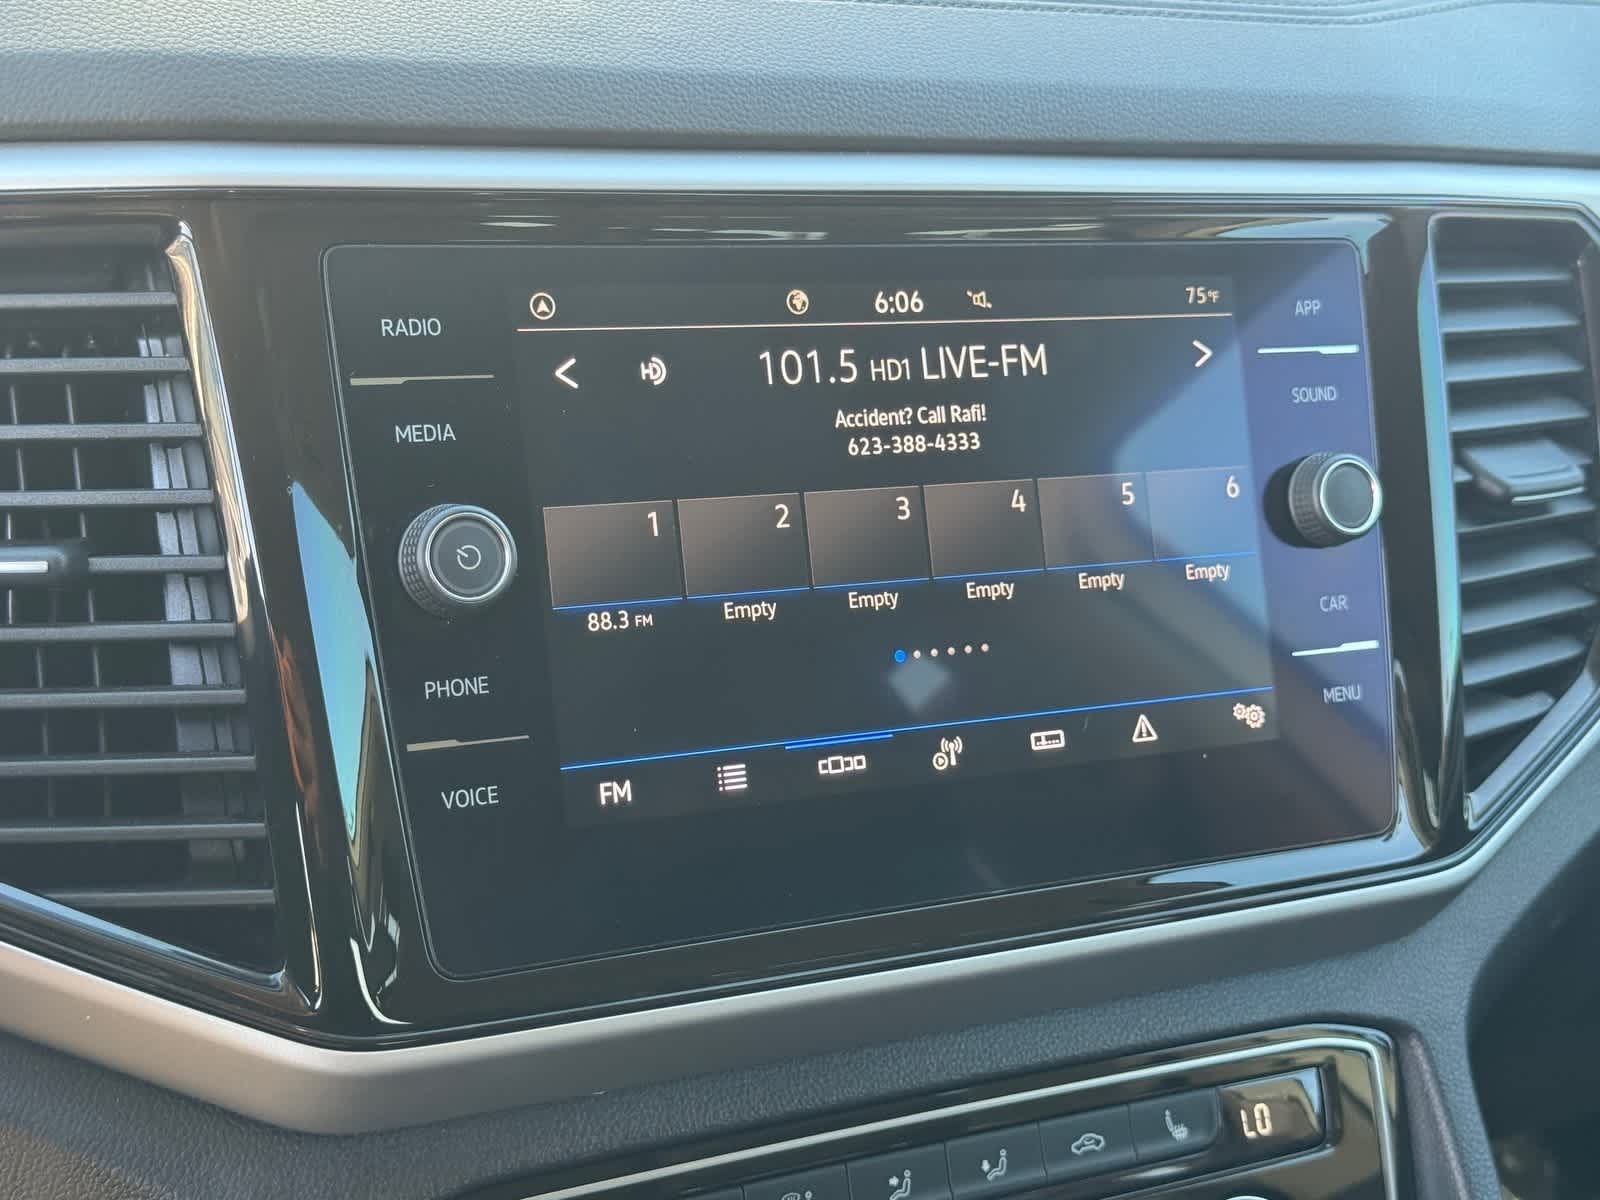 RADIO
MEDIA
PHONE
VOICE
6:06
75°F
101.5 HD1 LIVE-FM
Accident? Call Rafi!
623-388-4333
1
2
3
4
5
6
88.3 FM
Empty
Empty
Empty
Empty
Empty
FM
APP
SOUND
CAR
MENU
LO